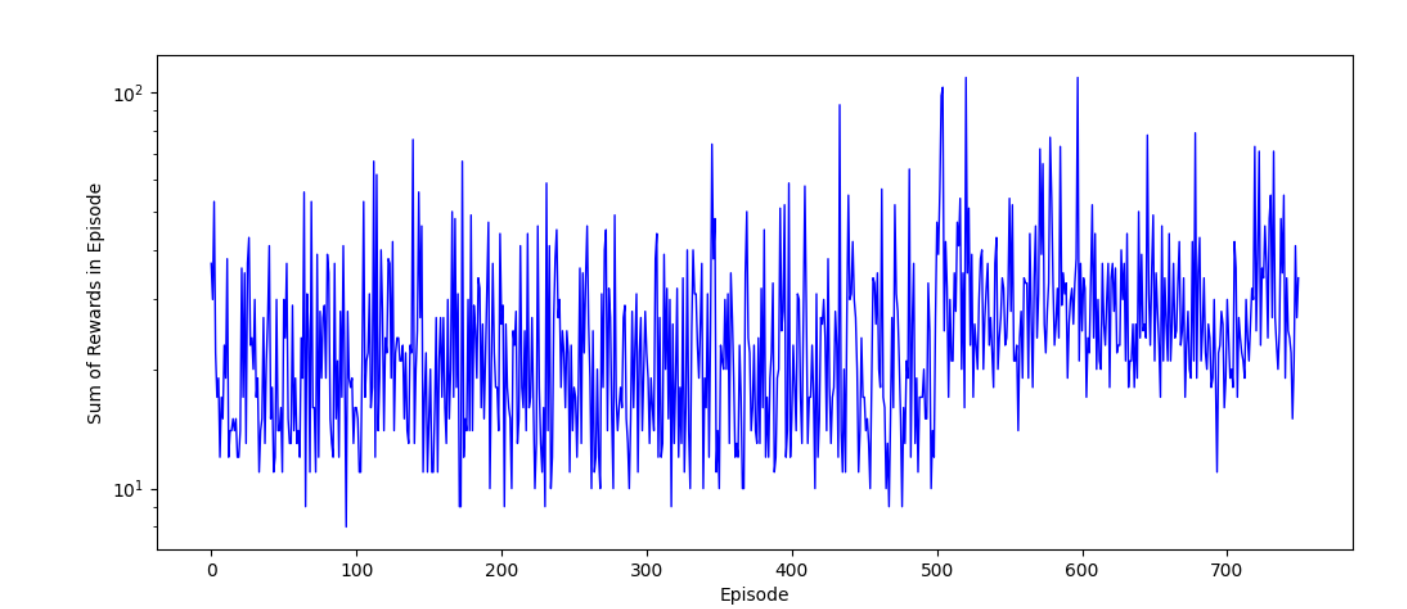 Sum of Rewards in Episode
10²
10¹
0 100 200 300 400 500 600 700
Episode